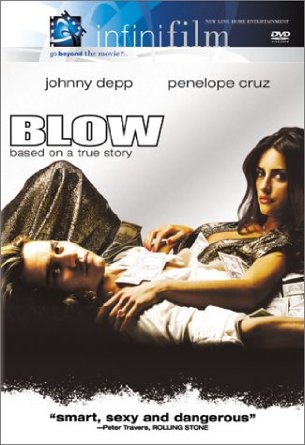 infinifilm
go beyond the movie
NEW LINE HOME ENTERTAINMENT
DVD
VIDEO
johnny depp
penelope cruz
BLOW
based on a true story
"smart, sexy and dangerous"
—Peter Travers, ROLLING STONE